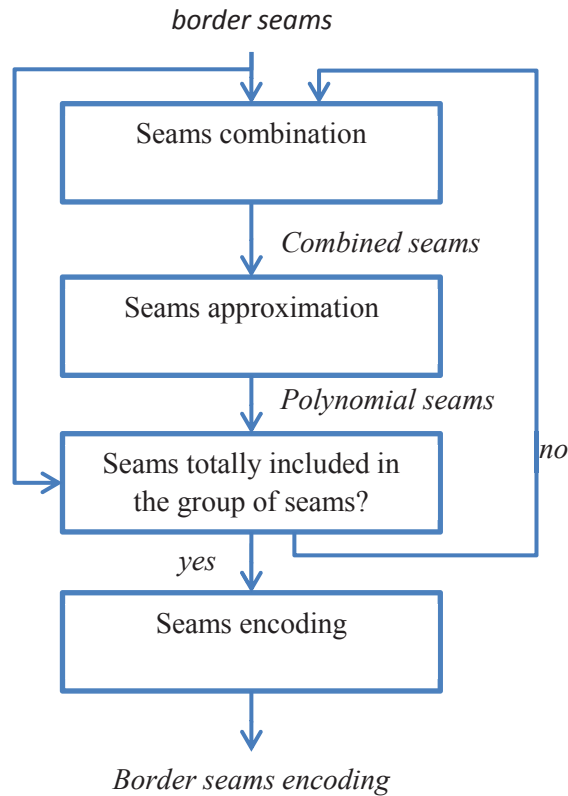 border seams
Seams combination
Combined seams
Seams approximation
Polynomial seams
Seams totally included in
the group of seams?
no
yes
Seams encoding
Border seams encoding